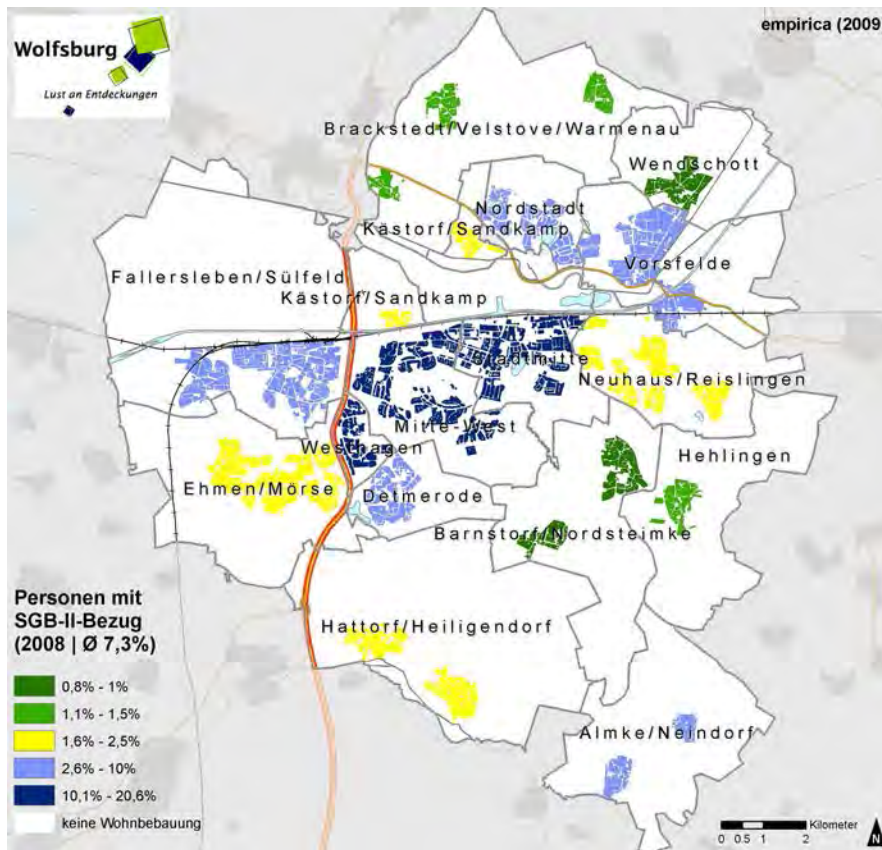 Wolfsburg
Lust an Entdeckungen
empirica (2009
Brackstedt/Velstove/Warmenau
Wendschott
Nordstadt
Kästorf/Sandkamp
Vorsfelde
Fallersleben/Sülfeld
Kästorf/Sandkamp
Stadtmitte
Neuhaus/Reislingen
Mitte-West
Westhagen
Hehlingen
Ehmen/Mörse
Detmerode
Barnstorf/Nordsteimke
Hattorf/Heiligendorf
Almke/Neindorf
Personen mit
SGB-II-Bezug
(2008 | Ø 7,3%)
0,8% - 1%
1,1% - 1,5%
1,6% - 2,5%
2,6% - 10%
10,1% - 20,6%
keine Wohnbebauung
Kilometer
0 0.5 1 2
N